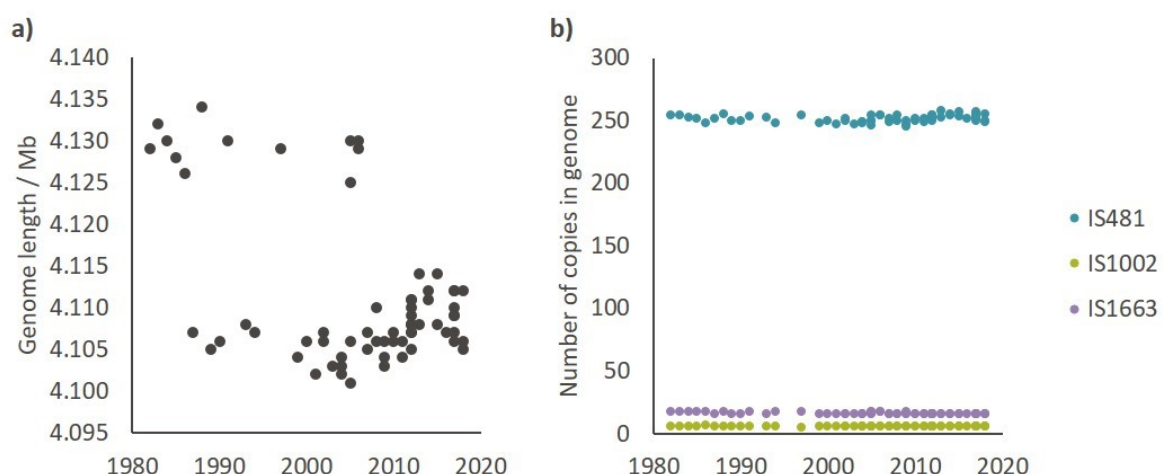 a)
Genome length / Mb
4.140
4.135
4.130
4.125
4.120
4.115
4.110
4.105
4.100
4.095
1980 1990 2000 2010 2020
b)
Number of copies in genome
300
250
200
150
100
50
0
1980 1990 2000 2010 2020
IS481
IS1002
IS1663